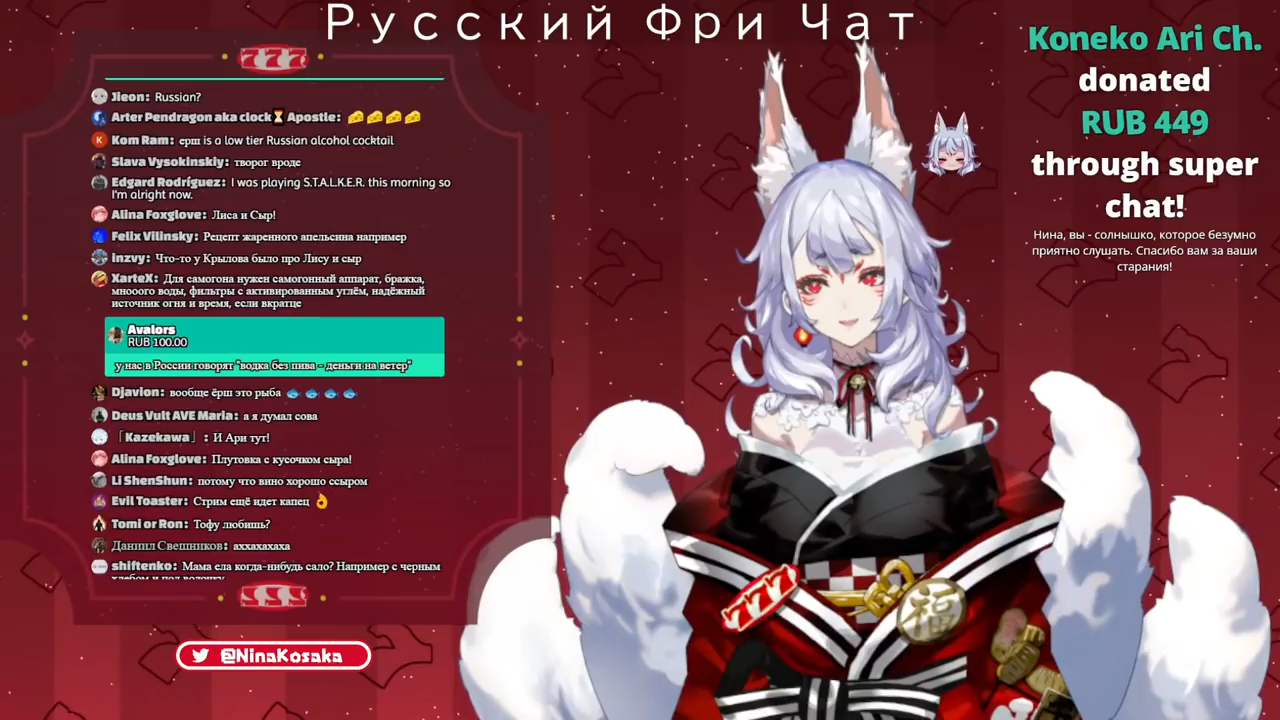 Русский Фри Чат
777
Jieon: Russian?
Arter Pendragon aka clock⌛Apostle: 🧀🧀🧀🧀
K
Kom Ram: ерш is a low tier Russian alcohol cocktail
Slava Vysokinskiy: творог вроде
Edgard Rodríguez: I was playing S.T.A.L.K.E.R. this morning so
I'm alright now.
Alina Foxglove: Лиса и Сыр!
Felix Vilinsky: Рецепт жаренного апельсина например
inzvy: Что-то у Крылова было про Лису и сыр
XarteX: Для самогона нужен самогонный аппарат, бражка,
мнооого воды, фильтры с активированным углём, надёжный
источник огня и время, если вкратце
Avalors
RUB 100.00
у нас в России говорят "водка без пива - деньги на ветер"
Djavion: вообще ёрш это рыба 🐟 🐟 🐟 🐟
Deus Vult AVE Maria: а я думал сова
「Kazekawa」: И Ари тут!
Alina Foxglove: Плутовка с кусочком сыра!
Li ShenShun: потому что вино хорошо ссыром
Evil Toaster: Стрим ещё идет капец 👌
Tomi or Ron: Тофу любишь?
Даниил Свешников: аххахахаха
shiftenko: Мама ела когда-нибудь сало? Например с черным
хлебом и под водочку
@NinaKosaka
Koneko Ari Ch.
donated
RUB 449
through super
chat!
Нина, вы - солнышко, которое безумно
приятно слушать. Спасибо вам за ваши
старания!
777
福